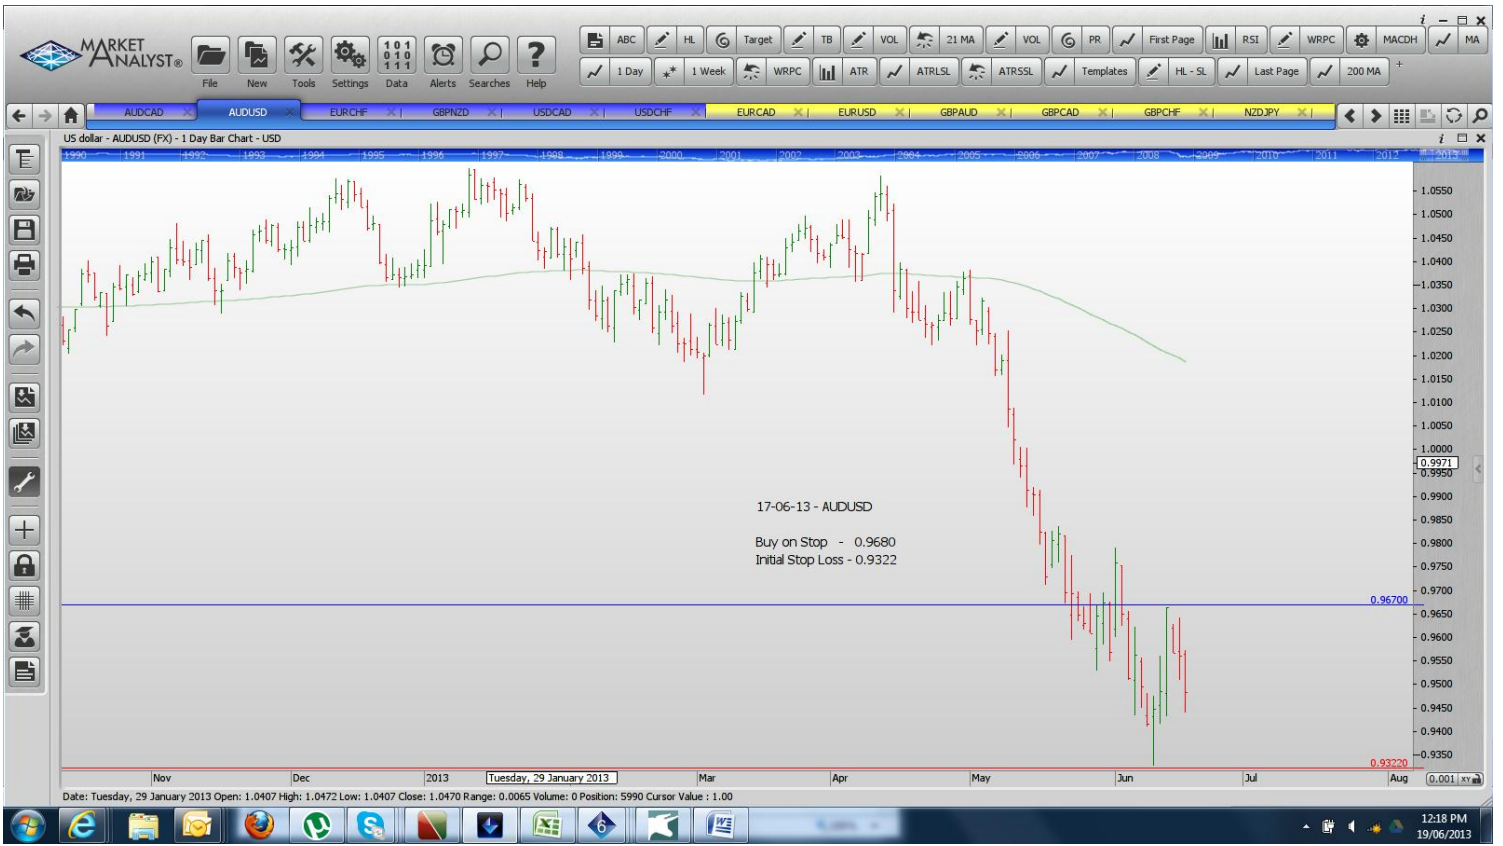 MARKET ANALYST®
File New Tools Settings Data Alerts Searches Help
ABC HL Target TB VOL 21 MA VOL PR First Page RSI WRPC MACDH MA
1 Day 1 Week WRPC ATR ATRLSL ATRSSL Templates HL - SL Last Page 200 MA
AUDCAD AUDUSD EURCHF GBPNZD USDCAD USDCHF EURCAD EURUSD GBPAUD GBPCAD GBPCHF NZDJPY
US dollar - AUDUSD (FX) - 1 Day Bar Chart - USD
1990 1991 1992 1993 1994 1995 1996 1997 1998 1999 2000 2001 2002 2003 2004 2005 2006 2007 2008 2009 2010 2011 2012 2013
1.0550
1.0500
1.0450
1.0400
1.0350
1.0300
1.0250
1.0200
1.0150
1.0100
1.0050
1.0000
0.9971
0.9950
0.9900
0.9850
0.9800
0.9750
0.9700
0.9650
0.9600
0.9550
0.9500
0.9450
0.9400
0.9350
17-06-13 - AUDUSD
Buy on Stop - 0.9680
Initial Stop Loss - 0.9322
0.96700
0.93220
Nov Dec 2013 Tuesday, 29 January 2013 Mar Apr May Jun Jul Aug 0.001 XY
Date: Tuesday, 29 January 2013 Open: 1.0407 High: 1.0472 Low: 1.0407 Close: 1.0470 Range: 0.0065 Volume: 0 Position: 5990 Cursor Value : 1.00
12:18 PM
19/06/2013